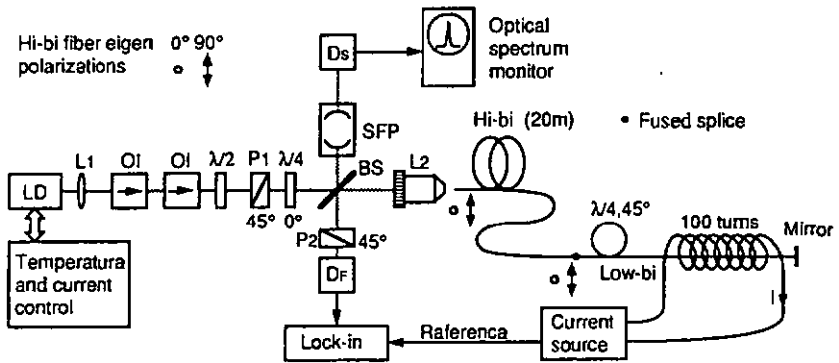 Hi-bi fiber eigen 0° 90°
polarizations
Ds
Optical
spectrum
monitor
SFP
Hi-bi (20m)
• Fused splice
L1
OI
OI
λ/2
P1
λ/4
BS
L2
LD
45°
0°
P2
45°
λ/4,45°
100 turns
Mirror
Temperatura
and current
control
DF
Low-bi
I
Lock-in
Raferenca
Current
source